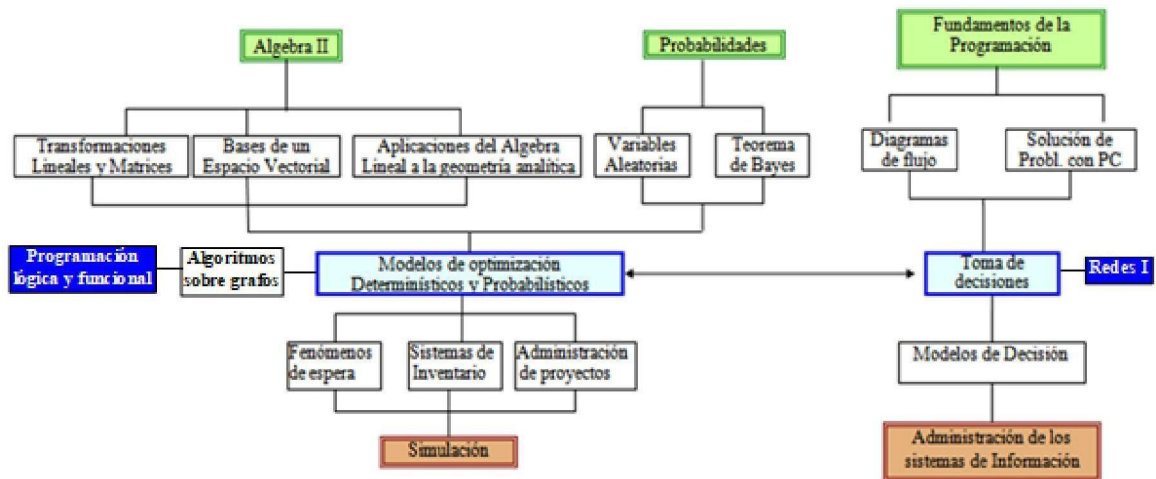 Algebra II
Probabilidades
Fundamentos de la
Programación
Transformaciones
Lineales y Matrices
Bases de un
Espacio Vectorial
Aplicaciones del Algebra
Lineal a la geometría analítica
Variables
Aleatorias
Teorema
de Bayes
Diagramas
de flujo
Solución de
Probl. con PC
Programación
lógica y funcional
Algoritmos
sobre grafos
Modelos de optimización
Determinísticos y Probabilísticos
Toma de
decisiones
Redes I
Fenómenos
de espera
Sistemas de
Inventario
Administración
de proyectos
Modelos de Decisión
Simulación
Administración de los
sistemas de Información